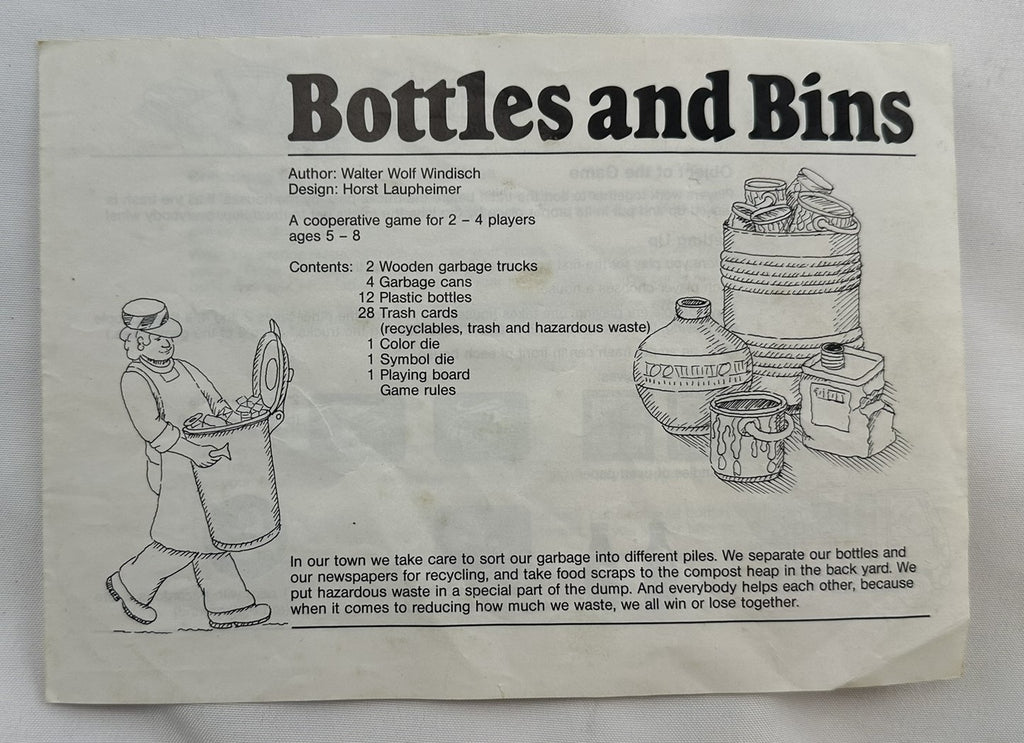 Bottles and Bins
Author: Walter Wolf Windisch
Design: Horst Laupheimer
A cooperative game for 2 – 4 players
ages 5 – 8
Contents: 2 Wooden garbage trucks
4 Garbage cans
12 Plastic bottles
28 Trash cards
(recyclables, trash and hazardous waste)
1 Color die
1 Symbol die
1 Playing board
Game rules
In our town we take care to sort our garbage into different piles. We separate our bottles and
our newspapers for recycling, and take food scraps to the compost heap in the back yard. We
put hazardous waste in a special part of the dump. And everybody helps each other, because
when it comes to reducing how much we waste, we all win or lose together.